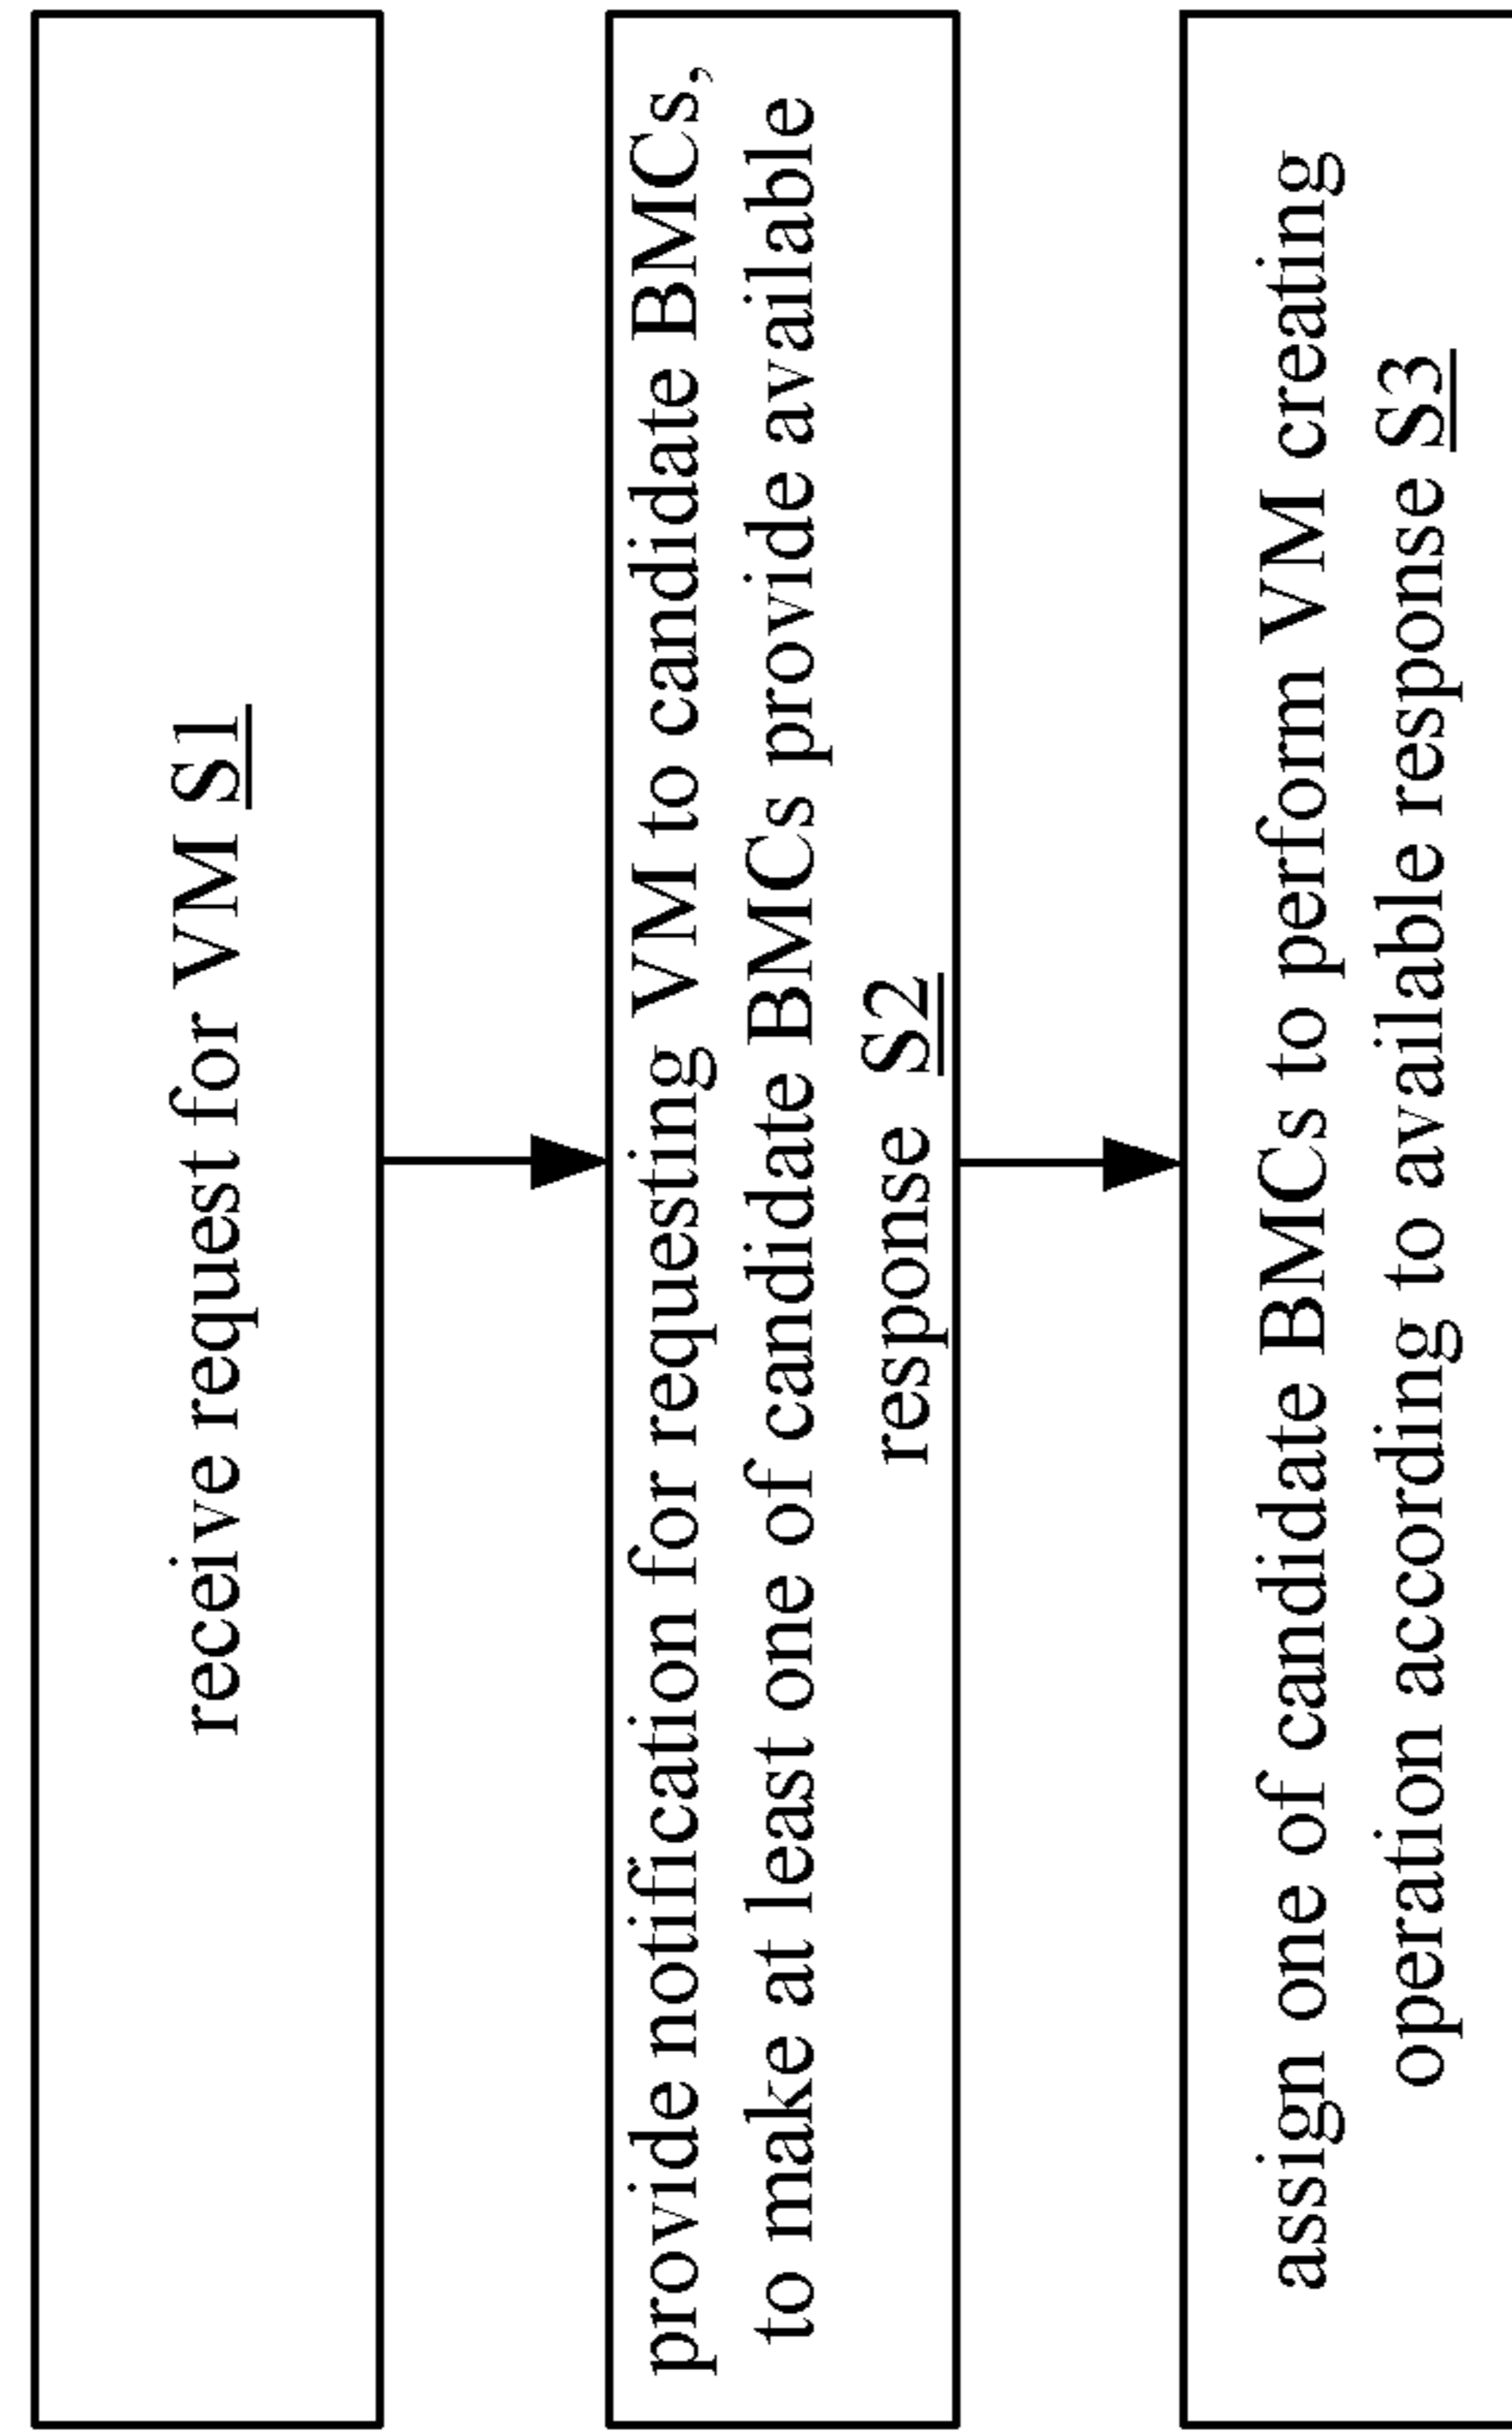 receive request for VM S1
provide notification for requesting VM to candidate BMCs,
to make at least one of candidate BMCs provide available
response S2
assign one of candidate BMCs to perform VM creating
operation according to available response S3